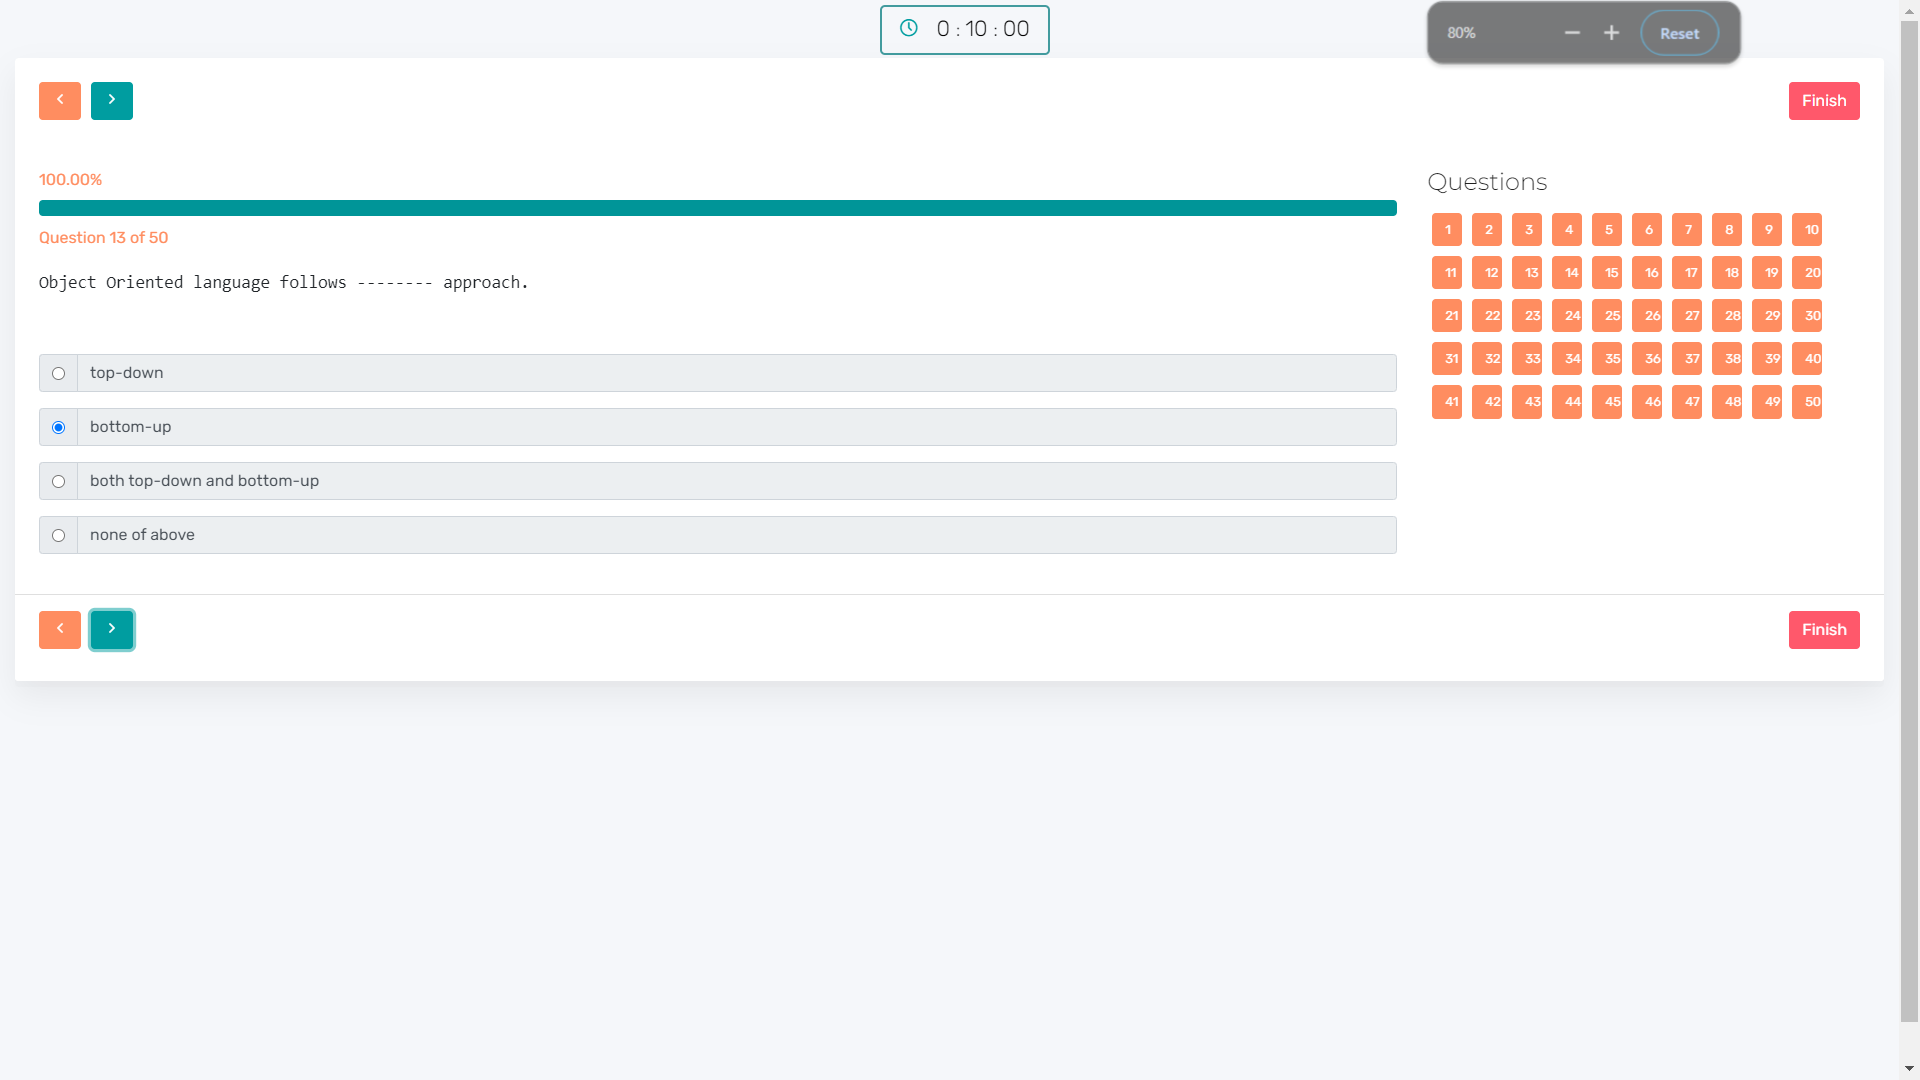 0 : 10 : 00
80%
Reset
Finish
100.00%
Question 13 of 50
Object Oriented language follows -------- approach.
top-down
bottom-up
both top-down and bottom-up
none of above
Questions
1 2 3 4 5 6 7 8 9 10
11 12 13 14 15 16 17 18 19 20
21 22 23 24 25 26 27 28 29 30
31 32 33 34 35 36 37 38 39 40
41 42 43 44 45 46 47 48 49 50
Finish